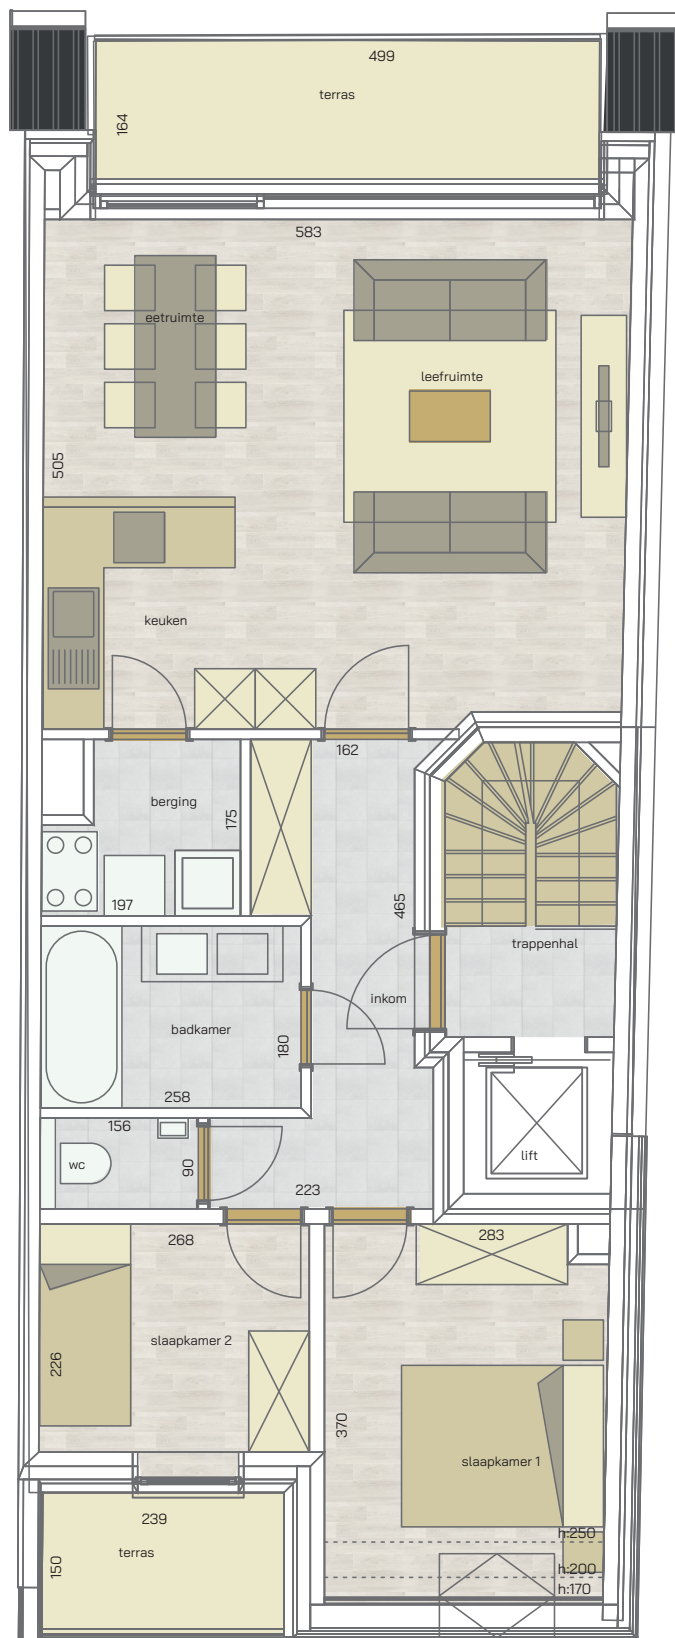 499
terras
164
583
eetruimte
leefruimte
505
keuken
162
berging
175
197
465
trappenhal
inkom
badkamer
180
258
156
lift
wc
90
223
268
283
slaapkamer 2
226
370
slaapkamer 1
239
h:250
terras
150
h:200
h:170